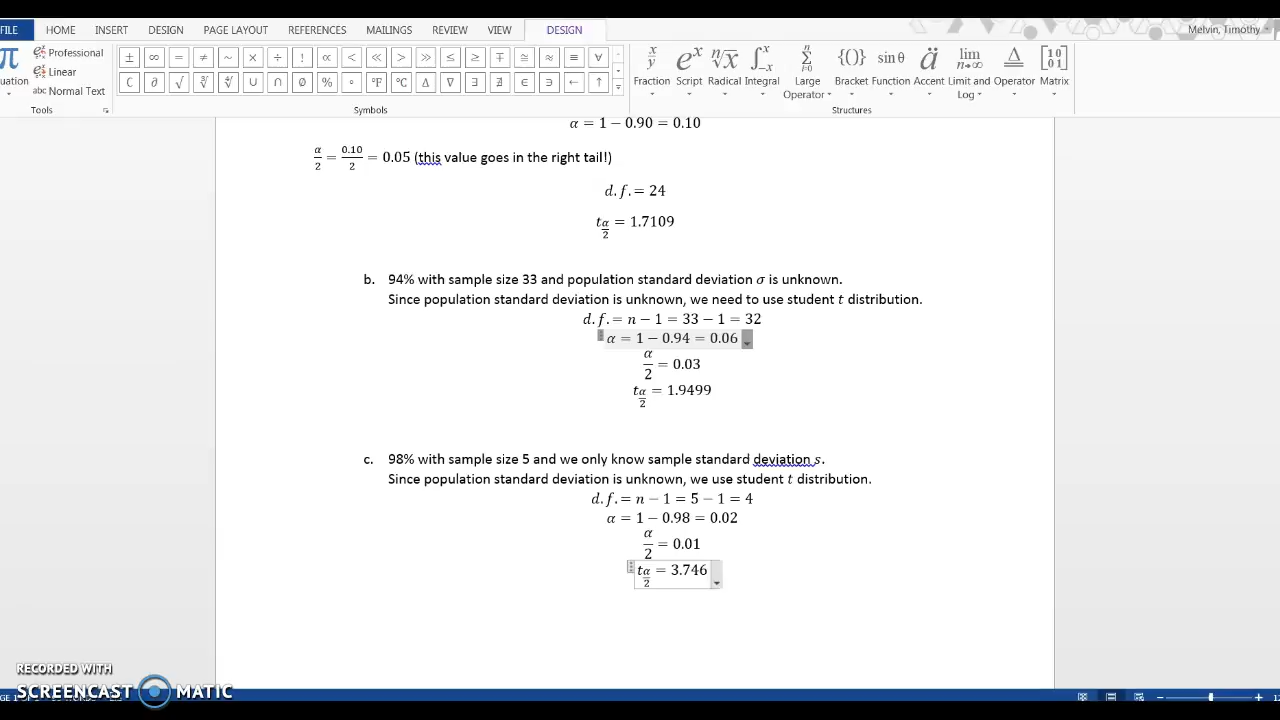 FILE HOME INSERT DESIGN PAGE LAYOUT REFERENCES MAILINGS REVIEW VIEW DESIGN Melvin, Timothy
π Professional
Linear
abc Normal Text
± ∞ = ≠ ~ × ÷ ! ∝ < ≪ > ≫ ≤ ≥ ∓ ≅ ≈ ≡ ∀
∁ ∂ √ ∛ ∜ ∪ ∩ ∅ % ° °F °C ∆ ∇ ∃ ∄ ∈ ∋ ← ↑
Fraction Script Radical Integral Large Operator Bracket Function Accent Limit and Log Operator Matrix
Tools Symbols Structures
α = 1 − 0.90 = 0.10
α/2 = 0.10/2 = 0.05 (this value goes in the right tail!)
d.f. = 24
t α/2 = 1.7109
b. 94% with sample size 33 and population standard deviation σ is unknown.
Since population standard deviation is unknown, we need to use student t distribution.
d.f. = n − 1 = 33 − 1 = 32
α = 1 − 0.94 = 0.06
α/2 = 0.03
t α/2 = 1.9499
c. 98% with sample size 5 and we only know sample standard deviation s.
Since population standard deviation is unknown, we use student t distribution.
d.f. = n − 1 = 5 − 1 = 4
α = 1 − 0.98 = 0.02
α/2 = 0.01
t α/2 = 3.746
RECORDED WITH
SCREENCAST MATIC